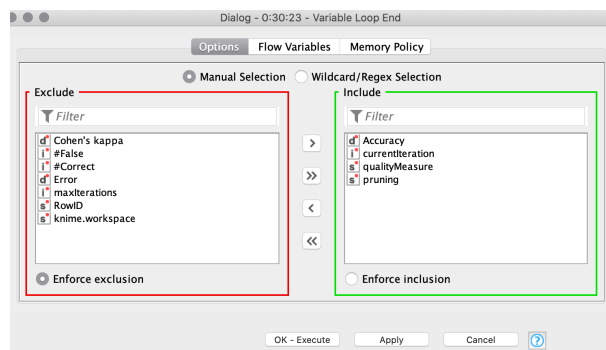 Dialog - 0:30:23 - Variable Loop End
Options Flow Variables Memory Policy
Manual Selection Wildcard/Regex Selection
Exclude Include
Filter Filter
d Cohen's kappa
i #False
i #Correct
d Error
i maxIterations
s RowID
s knime.workspace
>
>>
<
<<
d Accuracy
i currentIteration
s qualityMeasure
s pruning
Enforce exclusion Enforce inclusion
OK - Execute Apply Cancel ?